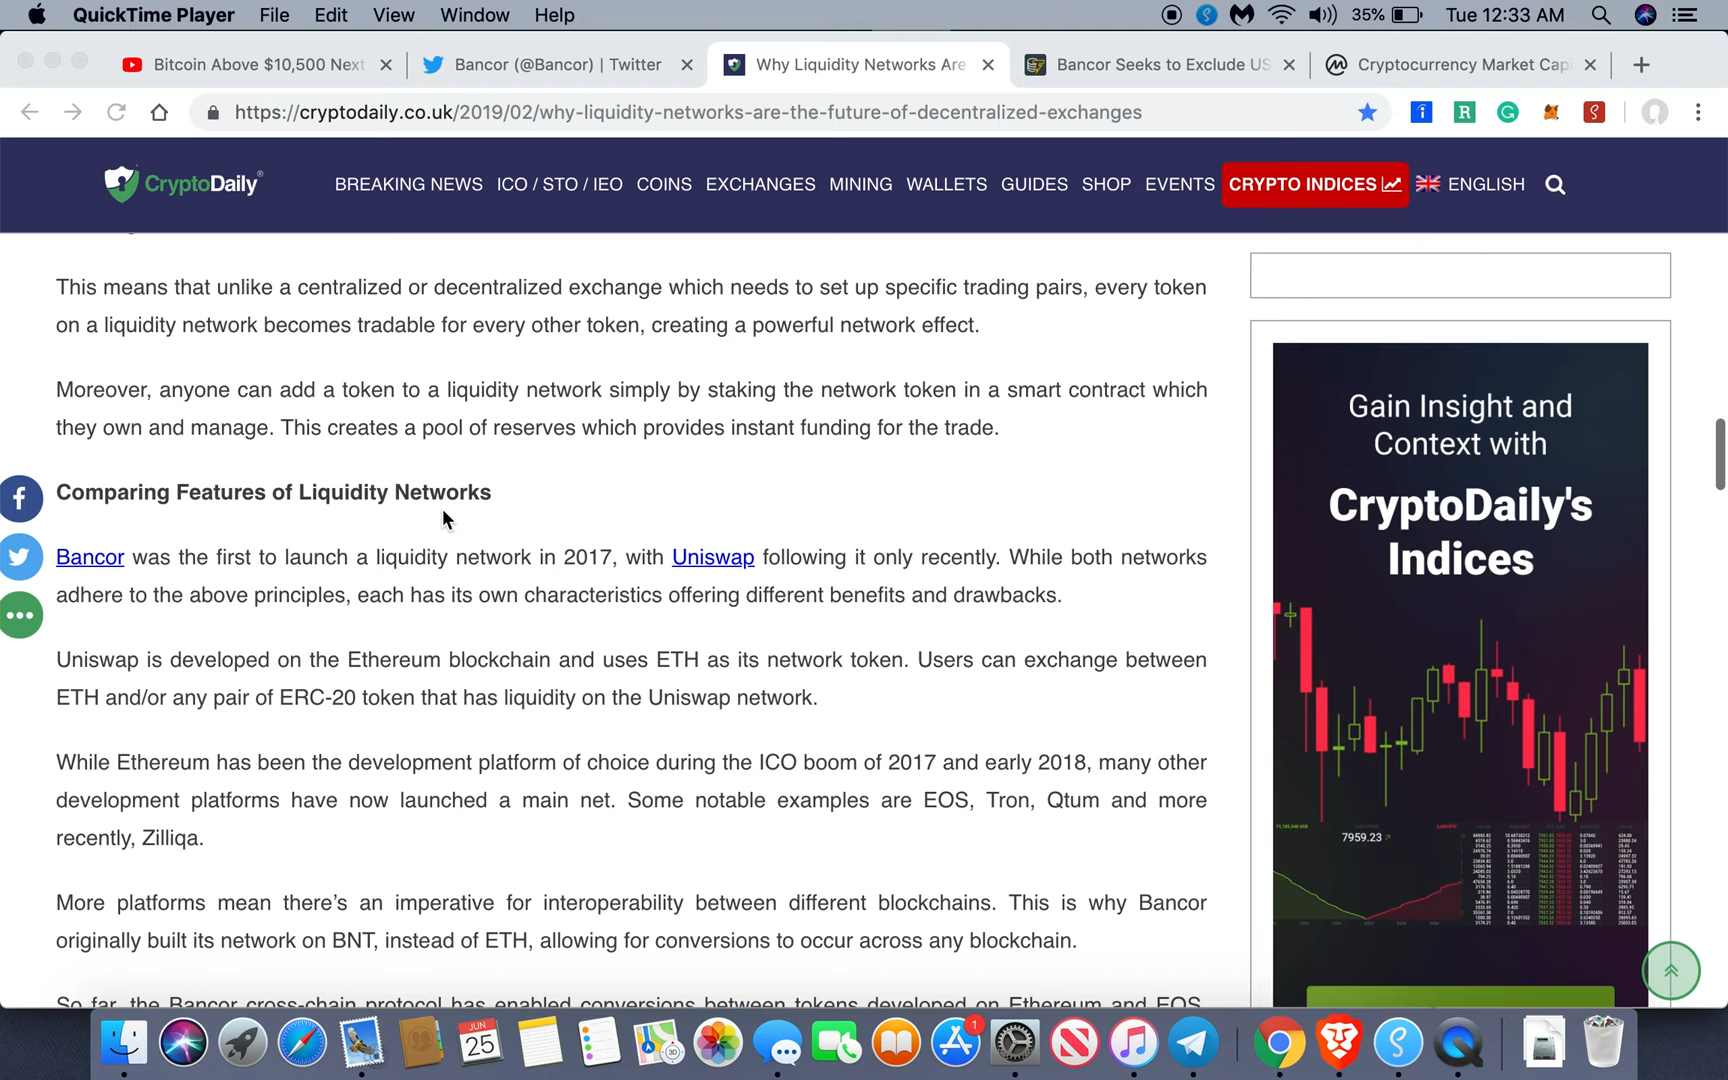 QuickTime Player File Edit View Window Help 35% Tue 12:33 AM
Bitcoin Above $10,500 Next Bancor (@Bancor) | Twitter Why Liquidity Networks Are Bancor Seeks to Exclude US Cryptocurrency Market Capi
https://cryptodaily.co.uk/2019/02/why-liquidity-networks-are-the-future-of-decentralized-exchanges
CryptoDaily BREAKING NEWS ICO / STO / IEO COINS EXCHANGES MINING WALLETS GUIDES SHOP EVENTS CRYPTO INDICES ENGLISH
This means that unlike a centralized or decentralized exchange which needs to set up specific trading pairs, every token
on a liquidity network becomes tradable for every other token, creating a powerful network effect.
Moreover, anyone can add a token to a liquidity network simply by staking the network token in a smart contract which
they own and manage. This creates a pool of reserves which provides instant funding for the trade.
Comparing Features of Liquidity Networks
Bancor was the first to launch a liquidity network in 2017, with Uniswap following it only recently. While both networks
adhere to the above principles, each has its own characteristics offering different benefits and drawbacks.
Uniswap is developed on the Ethereum blockchain and uses ETH as its network token. Users can exchange between
ETH and/or any pair of ERC-20 token that has liquidity on the Uniswap network.
While Ethereum has been the development platform of choice during the ICO boom of 2017 and early 2018, many other
development platforms have now launched a main net. Some notable examples are EOS, Tron, Qtum and more
recently, Zilliqa.
More platforms mean there's an imperative for interoperability between different blockchains. This is why Bancor
originally built its network on BNT, instead of ETH, allowing for conversions to occur across any blockchain.
So far, the Bancor cross-chain protocol has enabled conversions between tokens developed on Ethereum and EOS.
Gain Insight and
Context with
CryptoDaily's
Indices
7959.23
JUN
25
1